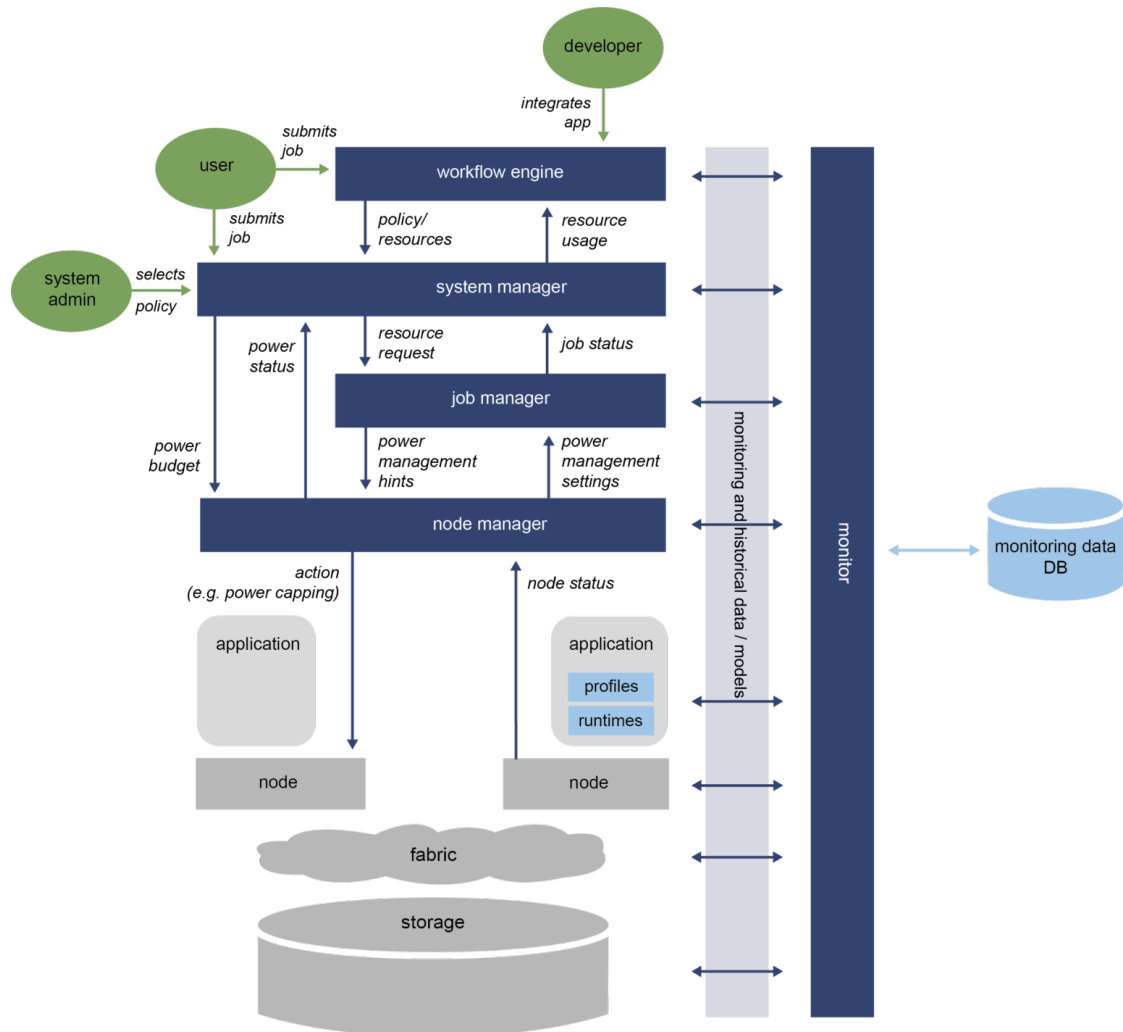 developer
integrates
app
submits
job
user
workflow engine
submits
job
policy/
resources
resource
usage
system
admin
selects
policy
system manager
power
status
resource
request
job status
job manager
power
budget
power
management
hints
power
management
settings
node manager
action
(e.g. power capping)
node status
application
application
profiles
runtimes
node
node
fabric
storage
monitoring and historical data / models
monitor
monitoring data
DB